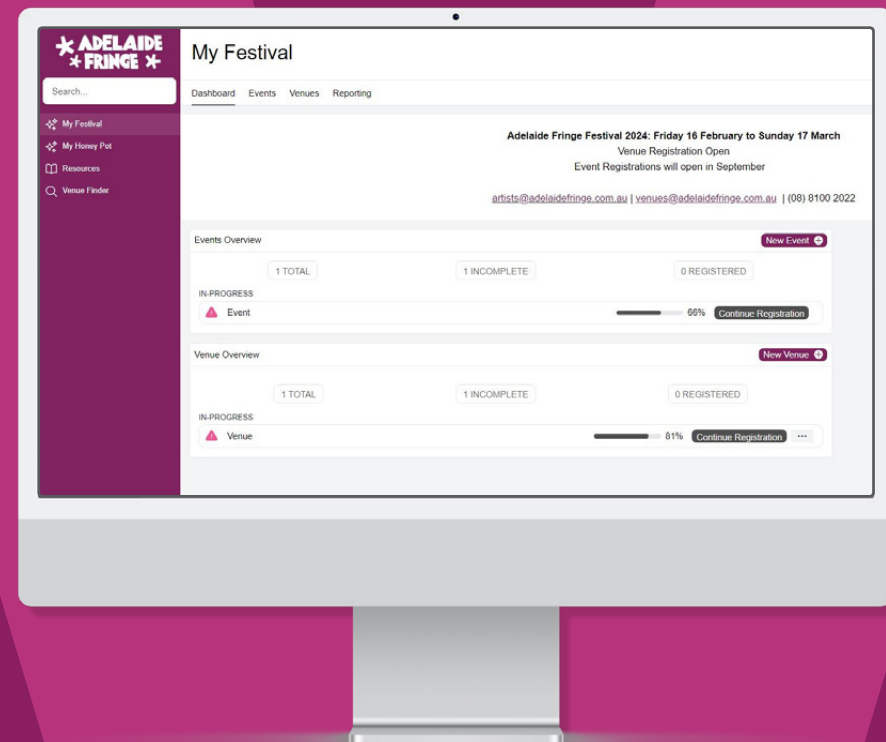 ADELAIDE
FRINGE
My Festival
Search...
Dashboard Events Venues Reporting
My Festival
My Honey Pot
Resources
Venue Finder
Adelaide Fringe Festival 2024: Friday 16 February to Sunday 17 March
Venue Registration Open
Event Registrations will open in September
artists@adelaidefringe.com.au | venues@adelaidefringe.com.au | (08) 8100 2022
Events Overview
New Event
1 TOTAL
1 INCOMPLETE
0 REGISTERED
IN-PROGRESS
Event
66%
Continue Registration
Venue Overview
New Venue
1 TOTAL
1 INCOMPLETE
0 REGISTERED
IN-PROGRESS
Venue
81%
Continue Registration
...